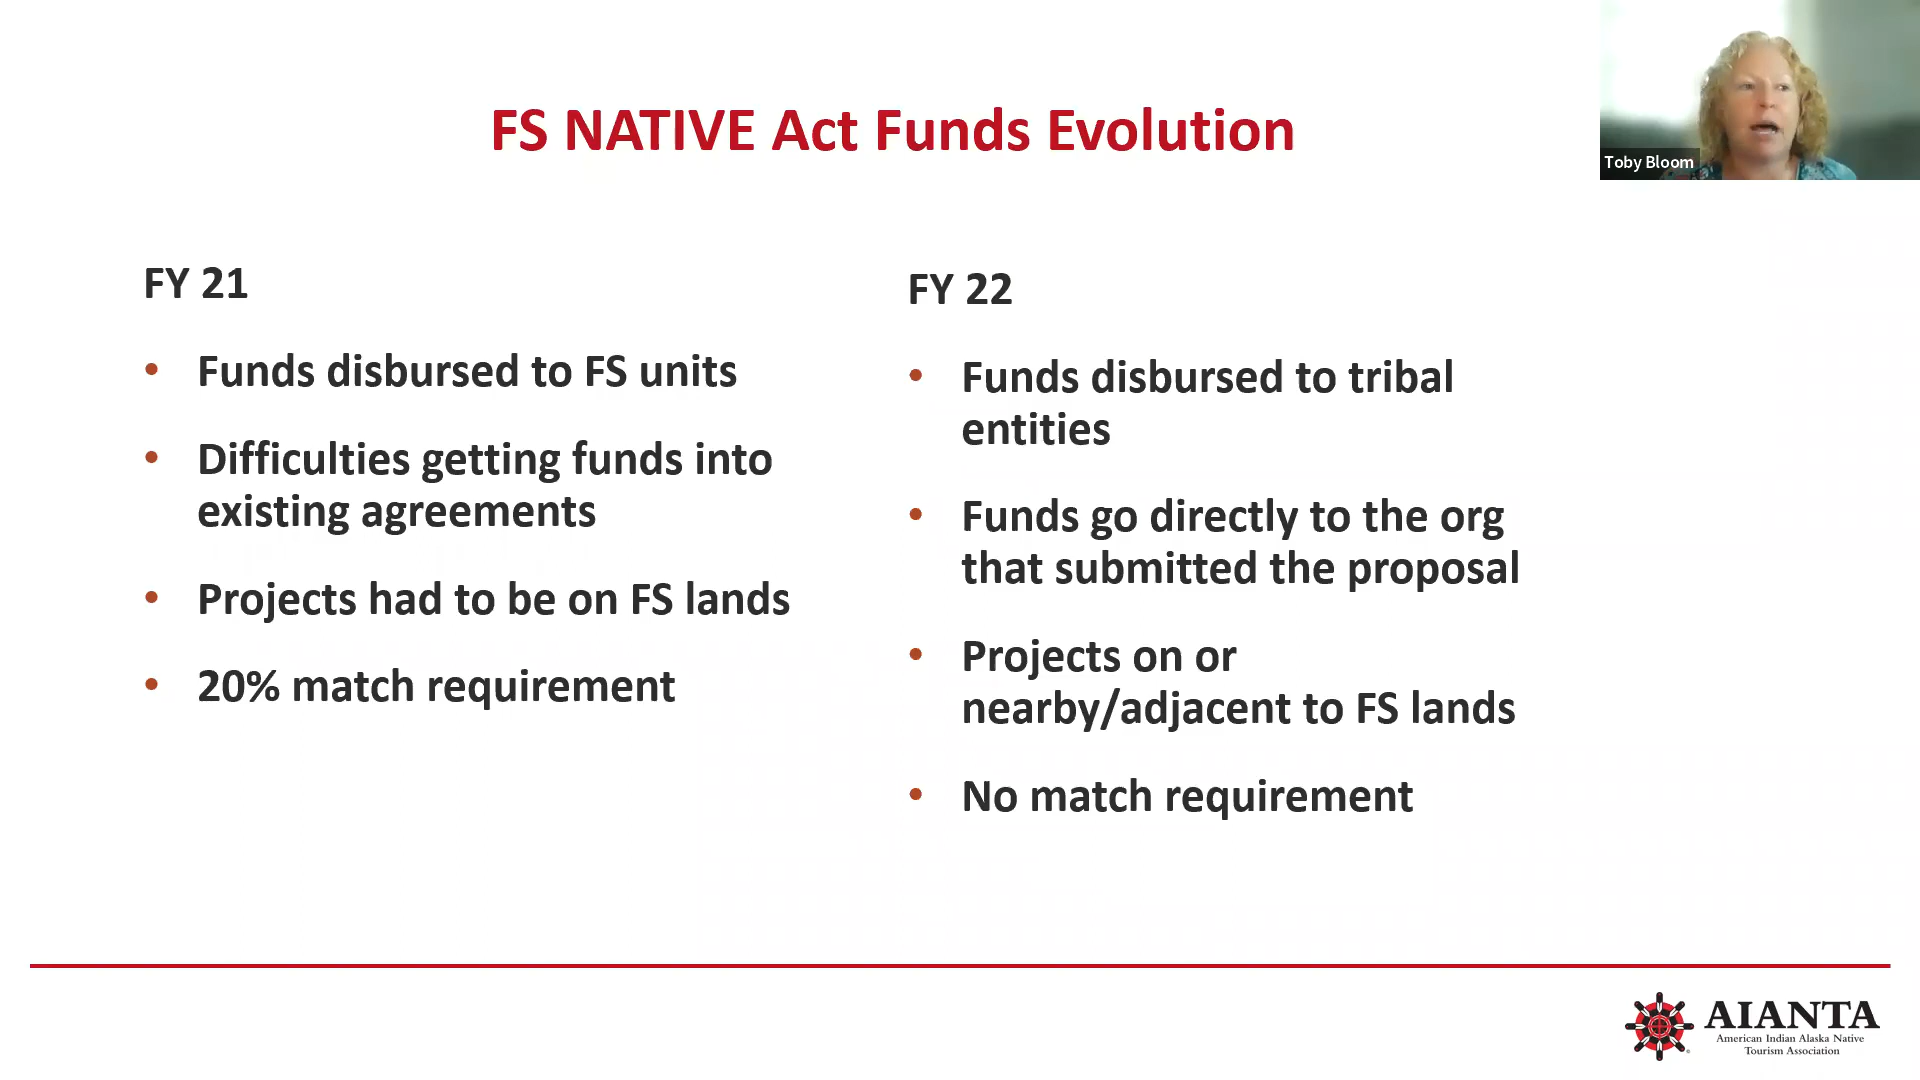 FS NATIVE Act Funds Evolution
Toby Bloom
FY 21
• Funds disbursed to FS units
• Difficulties getting funds into
existing agreements
• Projects had to be on FS lands
• 20% match requirement
FY 22
• Funds disbursed to tribal
entities
• Funds go directly to the org
that submitted the proposal
• Projects on or
nearby/adjacent to FS lands
• No match requirement
AIANTA
American Indian Alaska Native
Tourism Association